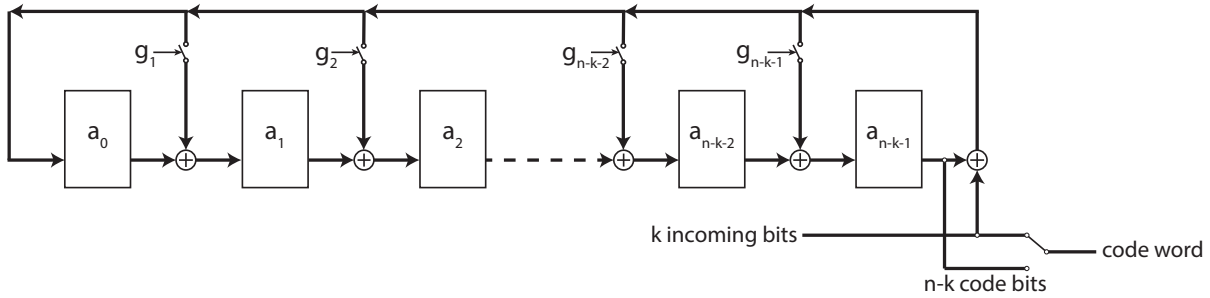 g1
g2
gn-k-2
gn-k-1
a0
a1
a2
an-k-2
an-k-1
k incoming bits
code word
n-k code bits